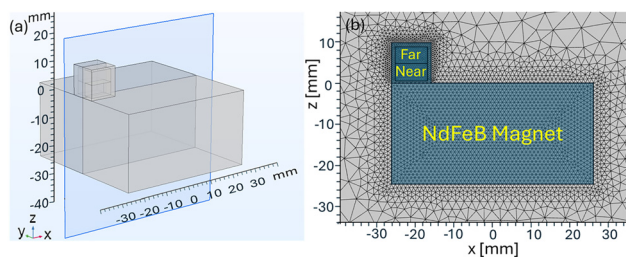 (a)
mm
20
10
0
-10
-20
-30
-40
z
y x
-30 -20 -10 0 10 20 30 mm
(b)
z [mm]
10
0
-10
-20
-30
Far
Near
NdFeB Magnet
-30 -20 -10 0 10 20 30
x [mm]